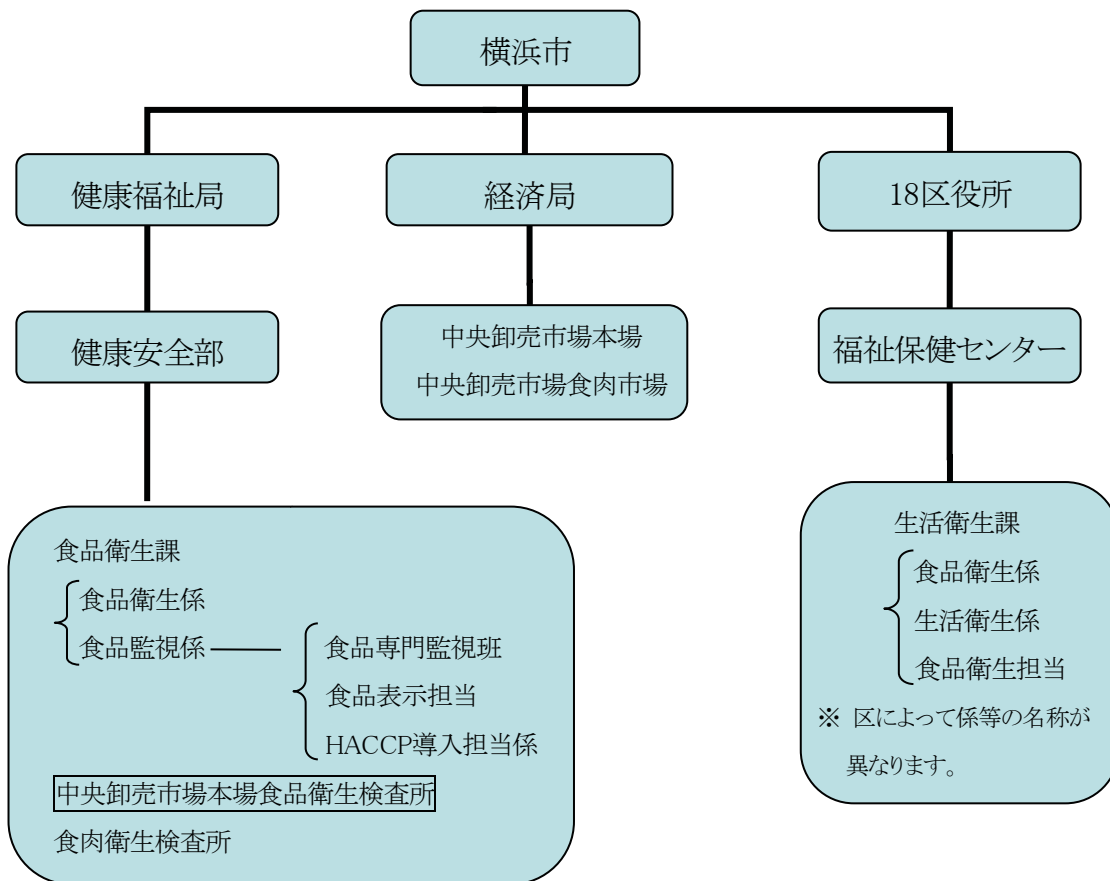 横浜市
健康福祉局
経済局
18区役所
健康安全部
中央卸売市場本場
中央卸売市場食肉市場
福祉保健センター
食品衛生課
食品衛生係
食品監視係
食品専門監視班
食品表示担当
HACCP導入担当係
中央卸売市場本場食品衛生検査所
食肉衛生検査所
生活衛生課
食品衛生係
生活衛生係
食品衛生担当
※ 区によって係等の名称が
異なります。